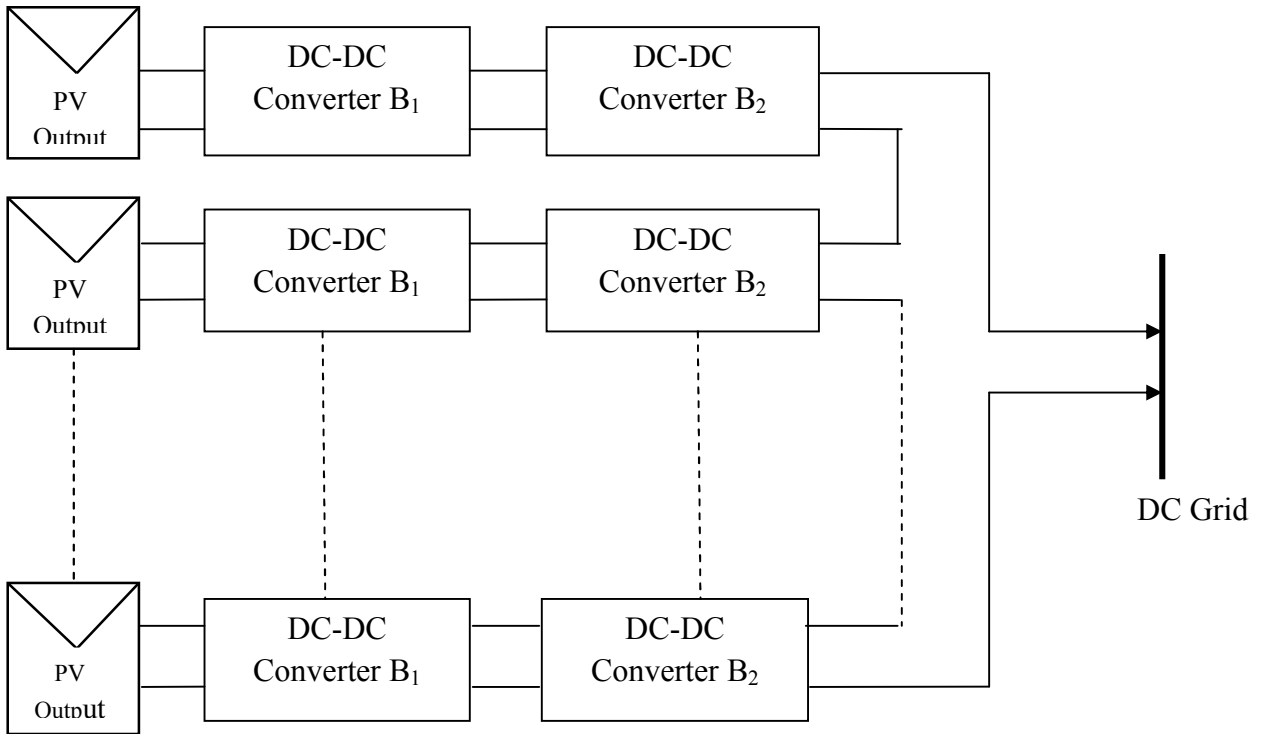 PV
Output
DC-DC
Converter B₁
DC-DC
Converter B₂
PV
Output
DC-DC
Converter B₁
DC-DC
Converter B₂
DC Grid
PV
Output
DC-DC
Converter B₁
DC-DC
Converter B₂